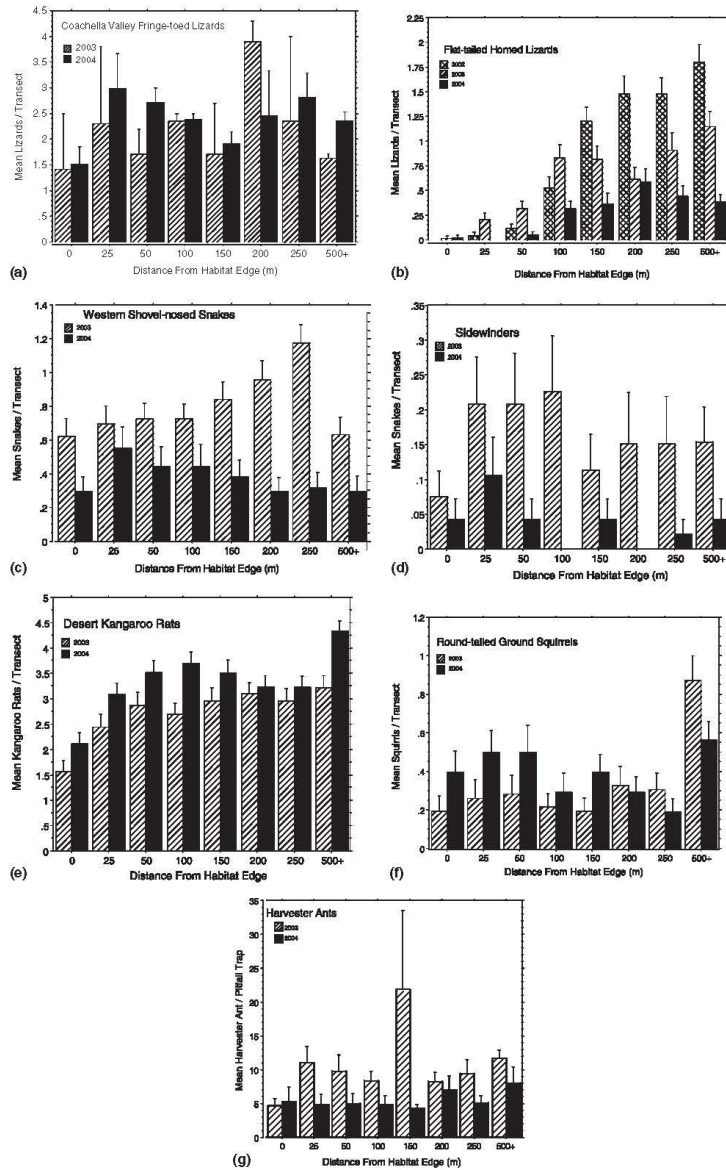 Coachella Valley Fringe-toed Lizards
2003
2004
Mean Lizards / Transect
4.5
4
3.5
3
2.5
2
1.5
1
.5
0
0 25 50 100 150 200 250 500+
Distance From Habitat Edge (m)
(a)
Flat-tailed Horned Lizards
2002
2003
2004
Mean Lizards / Transect
2.25
2
1.75
1.5
1.25
1
.75
.5
.25
0
0 25 50 100 150 200 250 500+
Distance From Habitat Edge (m)
(b)
Western Shovel-nosed Snakes
2003
2004
Mean Snakes / Transect
1.4
1.2
1
.8
.6
.4
.2
0
0 25 50 100 150 200 250 500+
Distance From Habitat Edge (m)
(c)
Sidewinders
2003
2004
Mean Snakes / Transect
.35
.3
.25
.2
.15
.1
.05
0
0 25 50 100 150 200 250 500+
Distance From Habitat Edge (m)
(d)
Desert Kangaroo Rats
2003
2004
Mean Kangaroo Rats / Transect
5
4.5
4
3.5
3
2.5
2
1.5
1
.5
0
0 25 50 100 150 200 250 500+
Distance From Habitat Edge
(e)
Round-tailed Ground Squirrels
2003
2004
Mean Squirrls / Transect
1.2
1
.8
.6
.4
.2
0
0 25 50 100 150 200 250 500+
Distance From Habitat Edge (m)
(f)
Harvester Ants
2003
2004
Mean Harvester Ant / Pitfall Trap
35
30
25
20
15
10
5
0
0 25 50 100 150 200 250 500+
Distance From Habitat Edge (m)
(g)